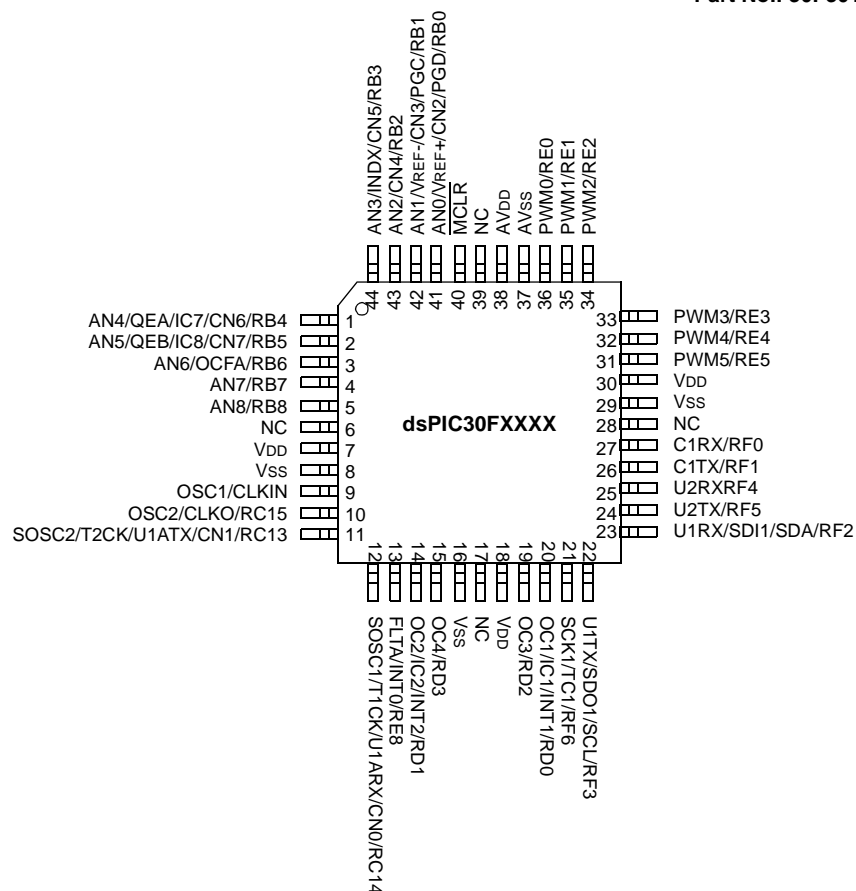 AN3/INDX/CN5/RB3
AN2/CN4/RB2
AN1/VREF-/CN3/PGC/RB1
AN0/VREF+/CN2/PGD/RB0
MCLR
NC
AVDD
AVSS
PWM0/RE0
PWM1/RE1
PWM2/RE2
44 43 42 41 40 39 38 37 36 35 34
AN4/QEA/IC7/CN6/RB4 1
AN5/QEB/IC8/CN7/RB5 2
AN6/OCFA/RB6 3
AN7/RB7 4
AN8/RB8 5
NC 6
VDD 7
VSS 8
OSC1/CLKIN 9
OSC2/CLKO/RC15 10
SOSC2/T2CK/U1ATX/CN1/RC13 11
dsPIC30FXXXX
33 PWM3/RE3
32 PWM4/RE4
31 PWM5/RE5
30 VDD
29 VSS
28 NC
27 C1RX/RF0
26 C1TX/RF1
25 U2RXRF4
24 U2TX/RF5
23 U1RX/SDI1/SDA/RF2
12 13 14 15 16 17 18 19 20 21 22
SOSC1/T1CK/U1ARX/CN0/RC14
FLTA/INT0/RE8
OC2/IC2/INT2/RD1
OC4/RD3
VSS
NC
VDD
OC3/RD2
OC1/IC1/INT1/RD0
SCK1/TC1/RF6
U1TX/SDO1/SCL/RF3